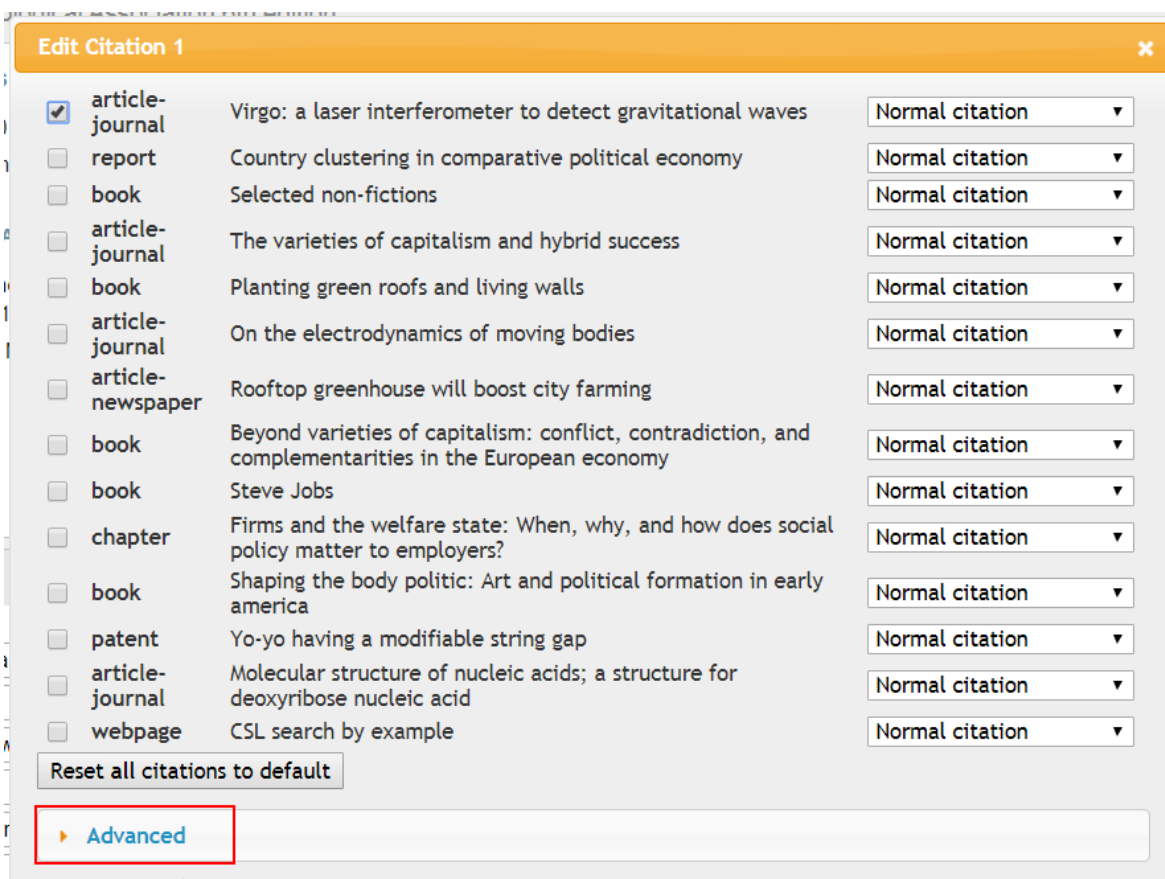 Edit Citation 1
article-
journal
Virgo: a laser interferometer to detect gravitational waves
Normal citation
report
Country clustering in comparative political economy
Normal citation
book
Selected non-fictions
Normal citation
article-
journal
The varieties of capitalism and hybrid success
Normal citation
book
Planting green roofs and living walls
Normal citation
article-
journal
On the electrodynamics of moving bodies
Normal citation
article-
newspaper
Rooftop greenhouse will boost city farming
Normal citation
book
Beyond varieties of capitalism: conflict, contradiction, and
complementarities in the European economy
Normal citation
book
Steve Jobs
Normal citation
chapter
Firms and the welfare state: When, why, and how does social
policy matter to employers?
Normal citation
book
Shaping the body politic: Art and political formation in early
america
Normal citation
patent
Yo-yo having a modifiable string gap
Normal citation
article-
journal
Molecular structure of nucleic acids; a structure for
deoxyribose nucleic acid
Normal citation
webpage
CSL search by example
Normal citation
Reset all citations to default
Advanced